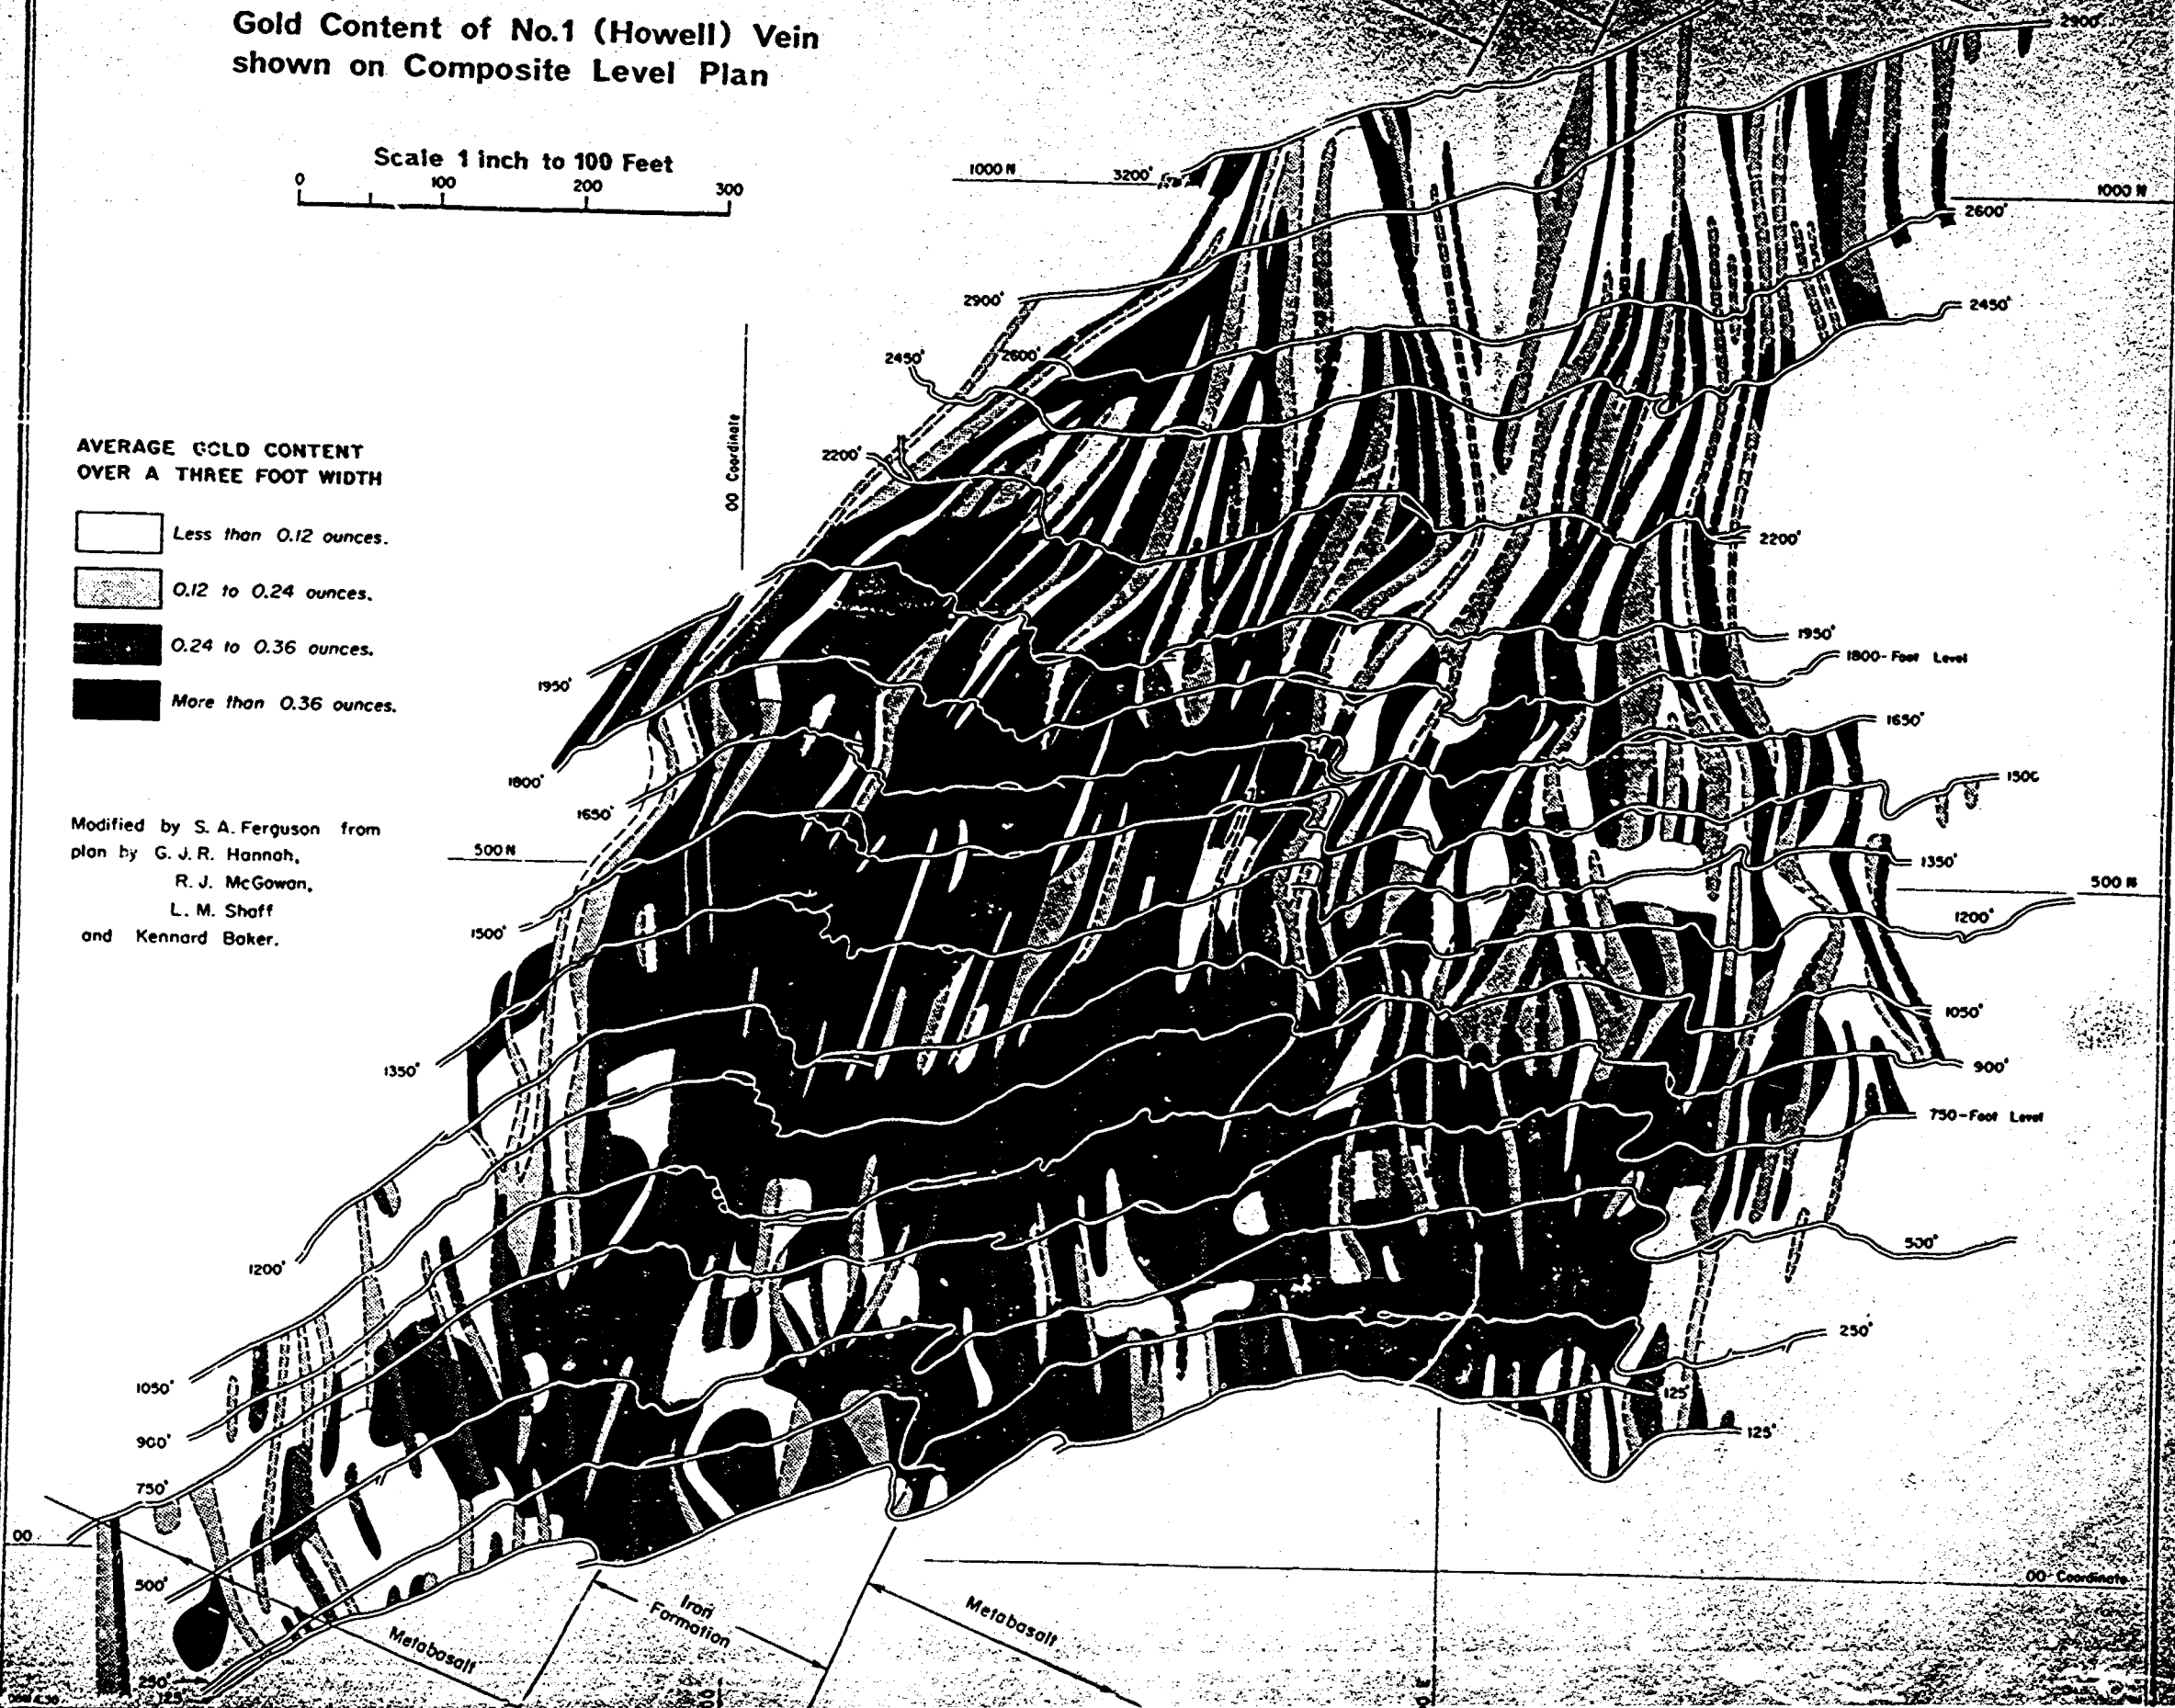 Gold Content of No.1 (Howell) Vein
shown on Composite Level Plan
Scale 1 inch to 100 Feet
0 100 200 300
AVERAGE GOLD CONTENT
OVER A THREE FOOT WIDTH
Less than 0.12 ounces.
0.12 to 0.24 ounces.
0.24 to 0.36 ounces.
More than 0.36 ounces.
Modified by S. A. Ferguson from
plan by G. J. R. Hannah,
R. J. McGowan,
L. M. Shaff
and Kennard Baker.
2900'
1000 N
3200'
1000 N
2600'
2900'
2450'
2450'
2600'
00 Coordinate
2200'
2200'
1950'
1800-Foot Level
1950'
1650'
1800'
1500
1650'
500 N
1350'
500 N
1200'
1500'
1050'
1350'
900'
750-Foot Level
1200'
500'
250'
1050'
125'
125'
900'
750'
00
500'
00 Coordinate
Iron
Formation
Metabasalt
Metabasalt
250'
125'